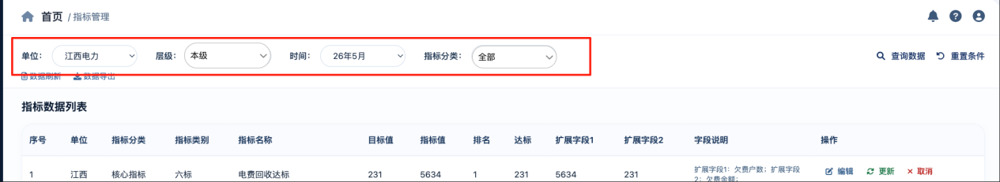 首页 / 指标管理
单位： 江西电力 层级： 本级 时间： 26年5月 指标分类： 全部 查询数据 重置条件
数据刷新 数据导出
指标数据列表
序号 单位 指标分类 指标类别 指标名称 目标值 指标值 排名 达标 扩展字段1 扩展字段2 字段说明 操作
1 江西 核心指标 六标 电费回收达标 231 5634 1 231 5634 231 扩展字段1: 欠费户数; 扩展字段 编辑 更新 取消
2: 欠费金额;